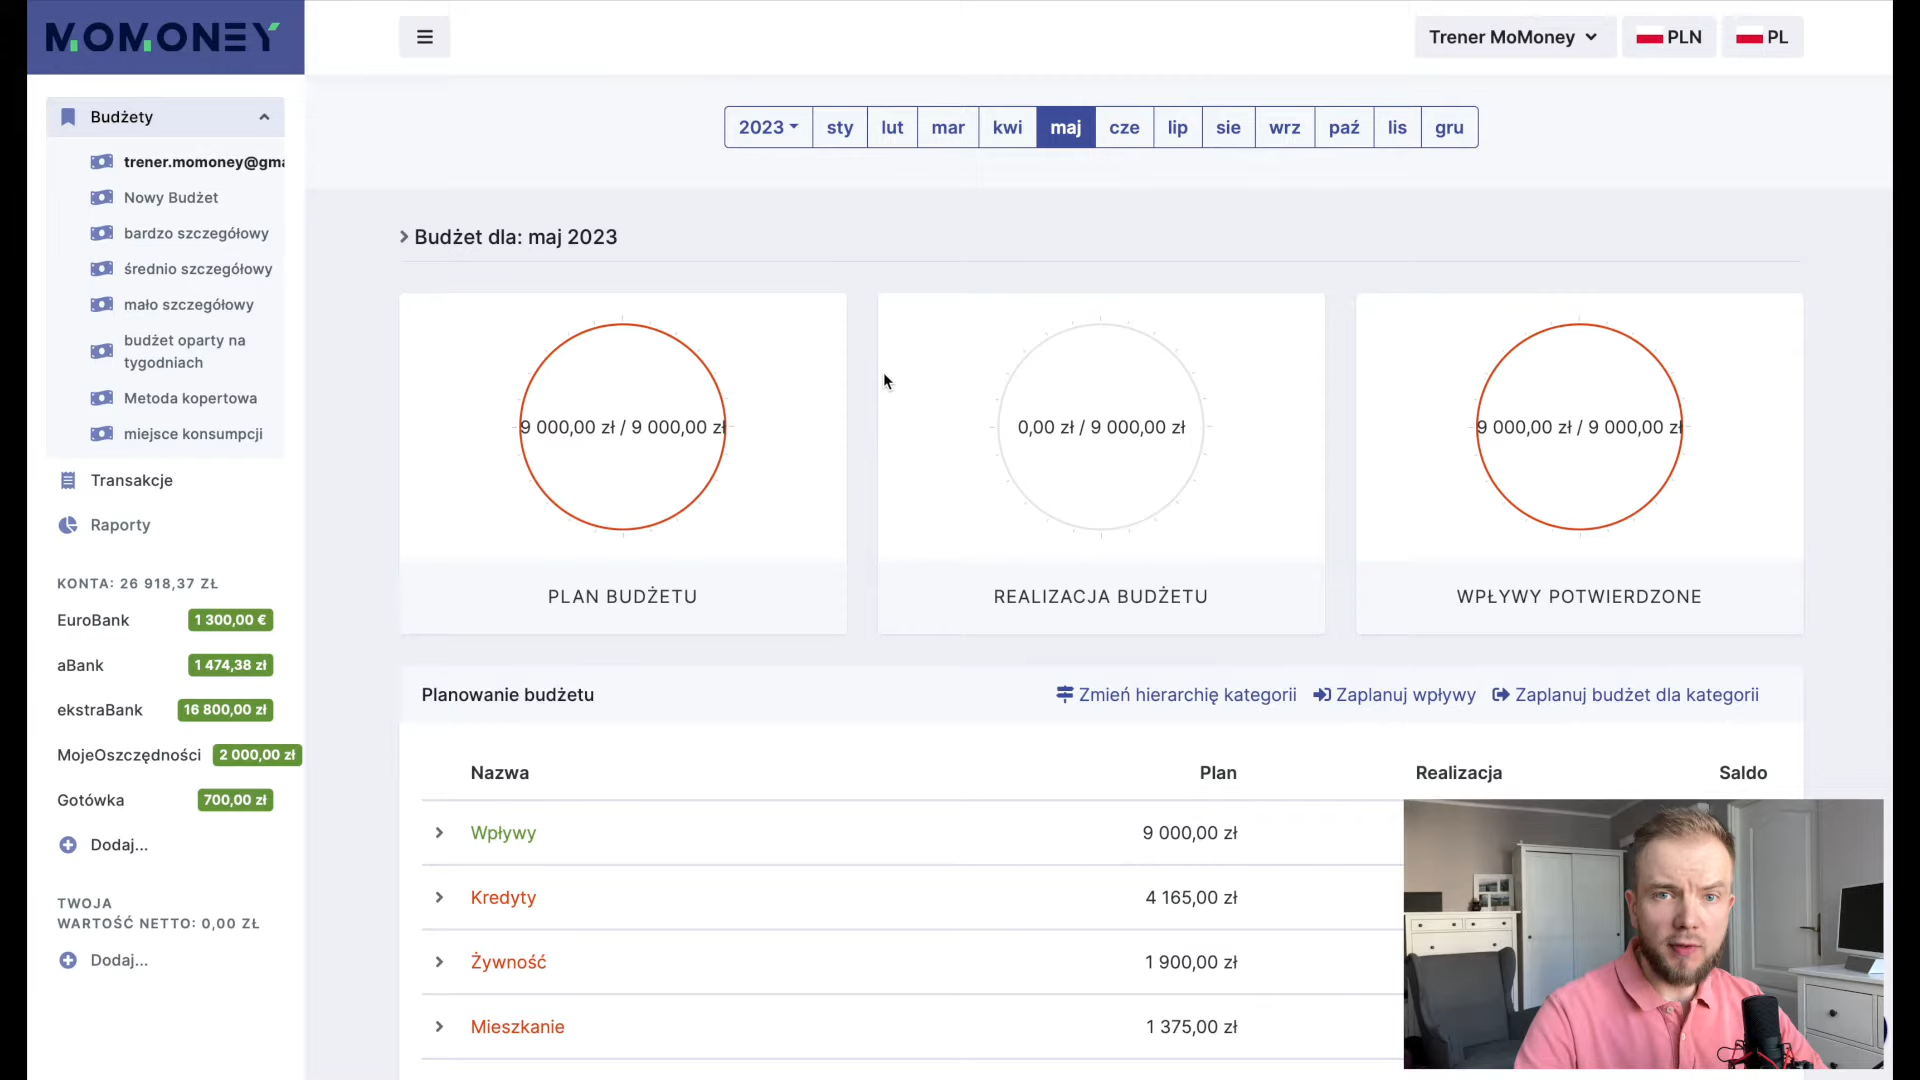 MOMONEY
Trener MoMoney
PLN
PL
Budżety
trener.momoney@gma
Nowy Budżet
bardzo szczegółowy
średnio szczegółowy
mało szczegółowy
budżet oparty na
tygodniach
Metoda kopertowa
miejsce konsumpcji
Transakcje
Raporty
KONTA: 26 918,37 ZŁ
EuroBank 1 300,00 €
aBank 1 474,38 zł
ekstraBank 16 800,00 zł
MojeOszczędności 2 000,00 zł
Gotówka 700,00 zł
Dodaj...
TWOJA
WARTOŚĆ NETTO: 0,00 ZŁ
Dodaj...
2023 sty lut mar kwi maj cze lip sie wrz paź lis gru
Budżet dla: maj 2023
9 000,00 zł / 9 000,00 zł
PLAN BUDŻETU
0,00 zł / 9 000,00 zł
REALIZACJA BUDŻETU
9 000,00 zł / 9 000,00 zł
WPŁYWY POTWIERDZONE
Planowanie budżetu
Zmień hierarchię kategorii
Zaplanuj wpływy
Zaplanuj budżet dla kategorii
Nazwa Plan Realizacja Saldo
Wpływy 9 000,00 zł
Kredyty 4 165,00 zł
Żywność 1 900,00 zł
Mieszkanie 1 375,00 zł